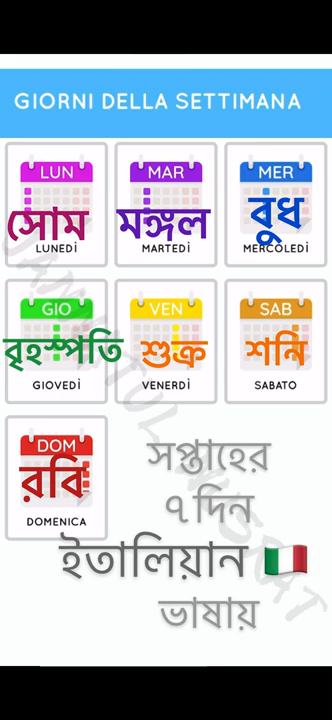 GIORNI DELLA SETTIMANA
LUN
সোম
LUNEDÌ
MAR
মঙ্গল
MARTEDÌ
MER
বুধ
MERCOLEDÌ
GIO
বৃহস্পতি
GIOVEDÌ
VEN
শুক্র
VENERDÌ
SAB
শনি
SABATO
DOM
রবি
DOMENICA
সপ্তাহের
৭ দিন
ইতালিয়ান 🇮🇹
ভাষায়